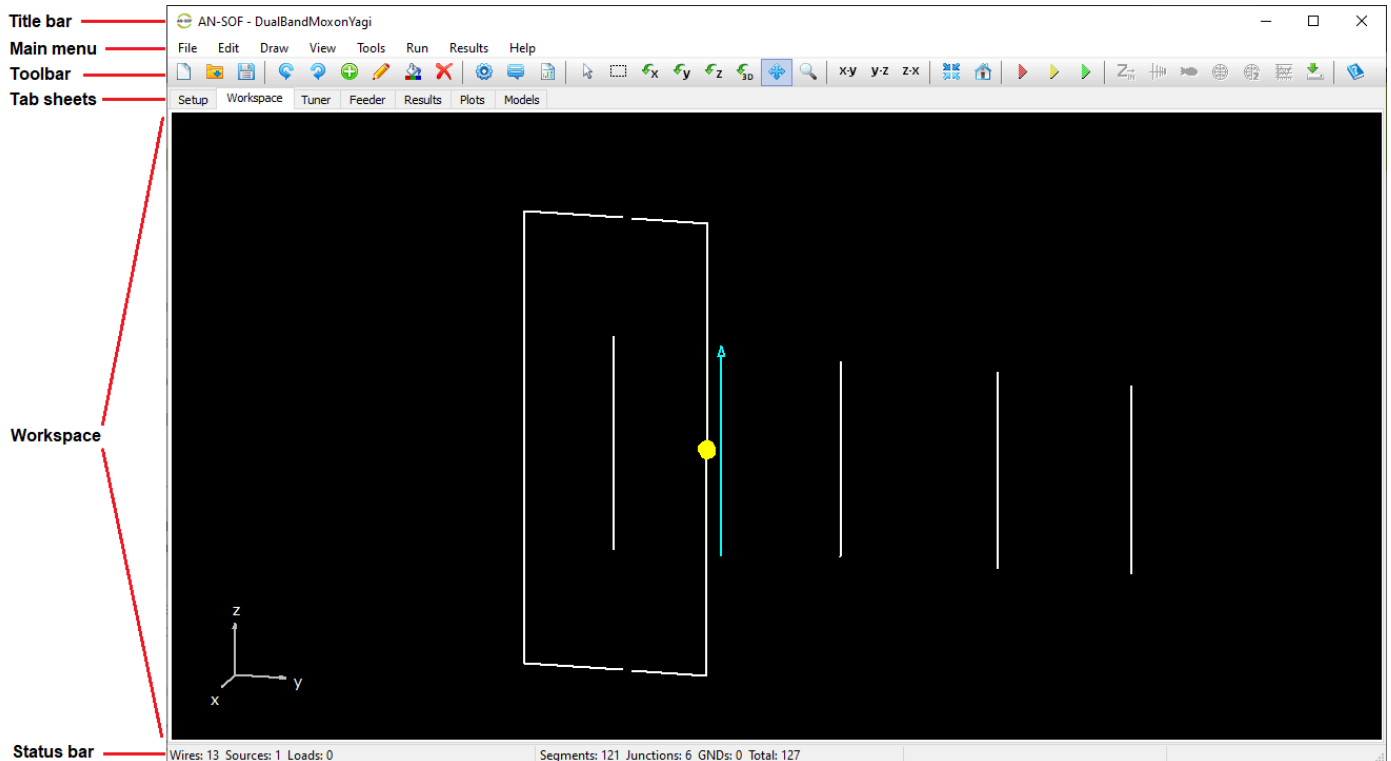 Title bar
AN-SOF - DualBandMoxonYagi
Main menu
File Edit Draw View Tools Run Results Help
Toolbar
x y z 3D x-y y-z z-x Zin
Tab sheets
Setup Workspace Tuner Feeder Results Plots Models
Workspace
z
y
x
Status bar
Wires: 13 Sources: 1 Loads: 0 Segments: 121 Junctions: 6 GNDs: 0 Total: 127